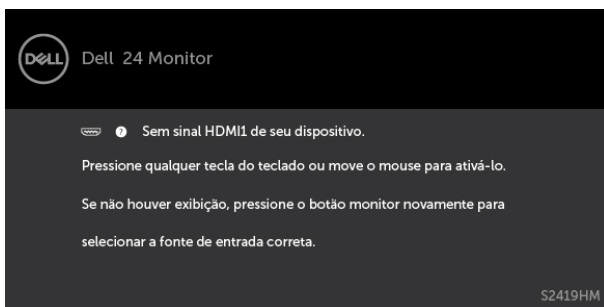 DELL
Dell 24 Monitor
? Sem sinal HDMI1 de seu dispositivo.
Pressione qualquer tecla do teclado ou move o mouse para ativá-lo.
Se não houver exibição, pressione o botão monitor novamente para
selecionar a fonte de entrada correta.
S2419HM